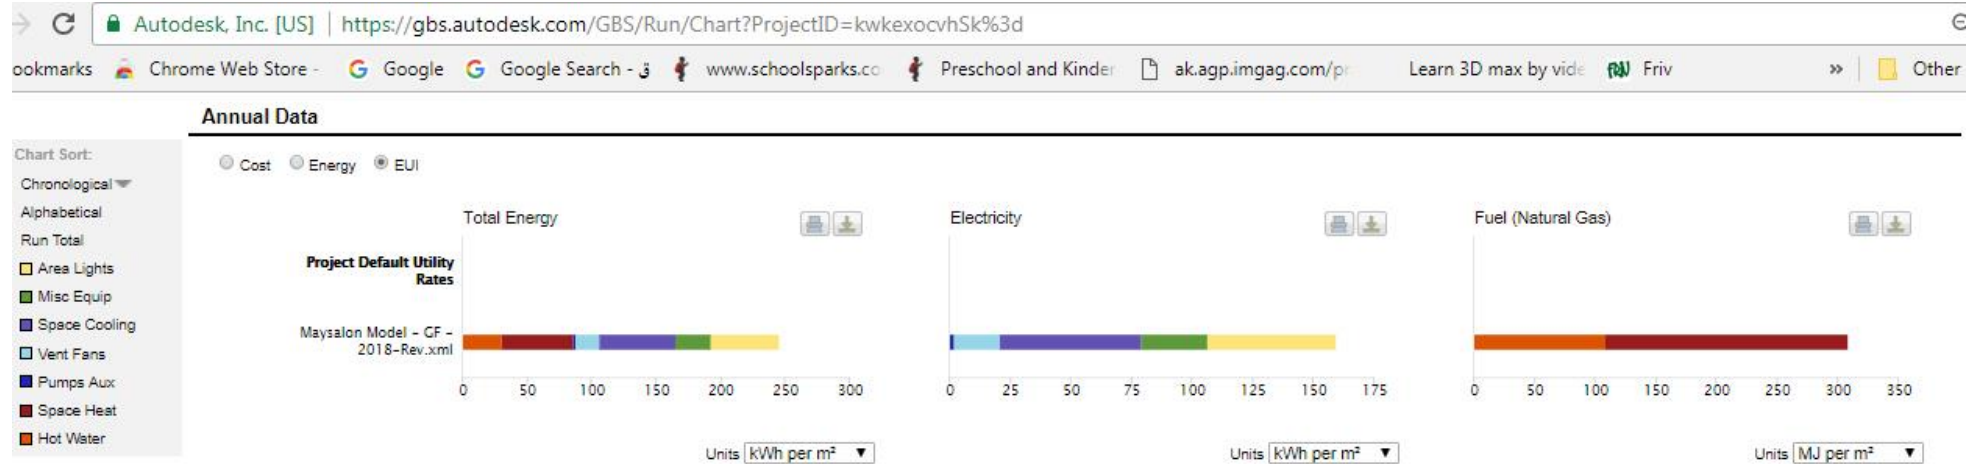 Autodesk, Inc. [US] | https://gbs.autodesk.com/GBS/Run/Chart?ProjectID=kwkexocvhSk%3d
ookmarks Chrome Web Store - Google Google Search - ق www.schoolsparks.co Preschool and Kinder ak.agp.imgag.com/pr Learn 3D max by vide Friv » Other
Annual Data
Chart Sort:
Chronological
Alphabetical
Run Total
Area Lights
Misc Equip
Space Cooling
Vent Fans
Pumps Aux
Space Heat
Hot Water
Cost Energy EUI
Total Energy
Project Default Utility
Rates
Maysalon Model - GF -
2018-Rev.xml
0 50 100 150 200 250 300
Units kWh per m²
Electricity
0 25 50 75 100 125 150 175
Units kWh per m²
Fuel (Natural Gas)
0 50 100 150 200 250 300 350
Units MJ per m²